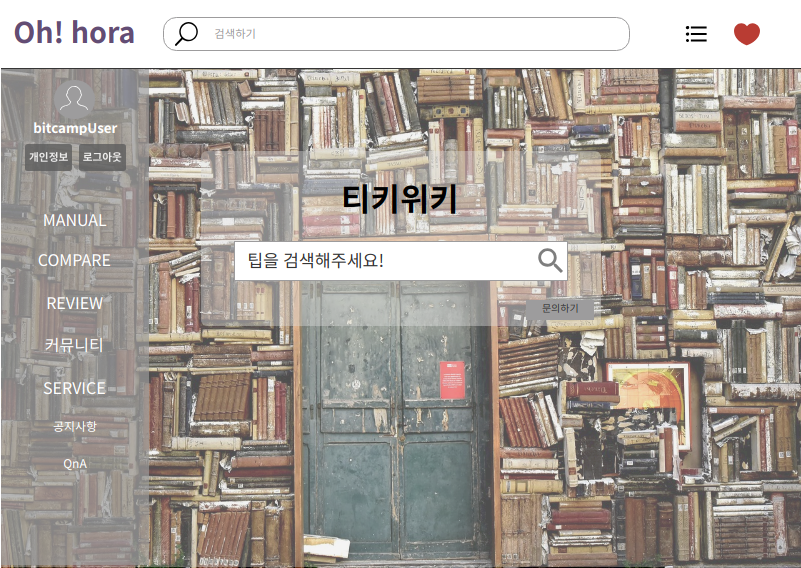 Oh! hora
검색하기
bitcampUser
개인정보 로그아웃
MANUAL
COMPARE
REVIEW
커뮤니티
SERVICE
공지사항
QnA
티키위키
팁을 검색해주세요!
문의하기